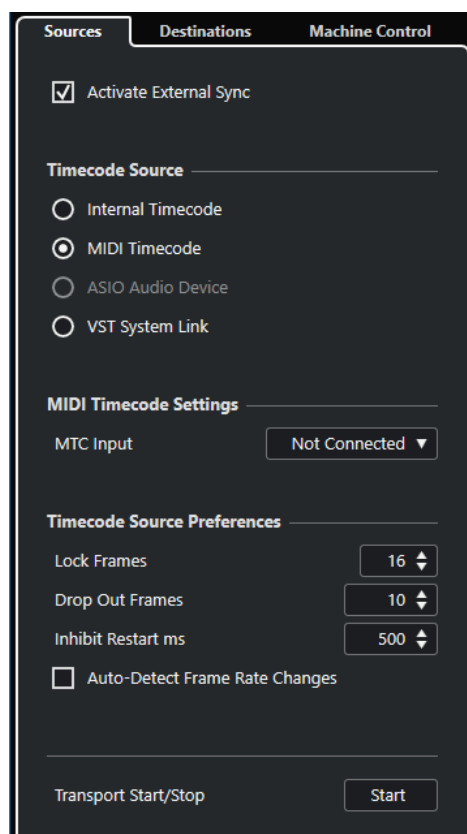 Sources Destinations Machine Control
Activate External Sync
Timecode Source
Internal Timecode
MIDI Timecode
ASIO Audio Device
VST System Link
MIDI Timecode Settings
MTC Input Not Connected
Timecode Source Preferences
Lock Frames 16
Drop Out Frames 10
Inhibit Restart ms 500
Auto-Detect Frame Rate Changes
Transport Start/Stop Start